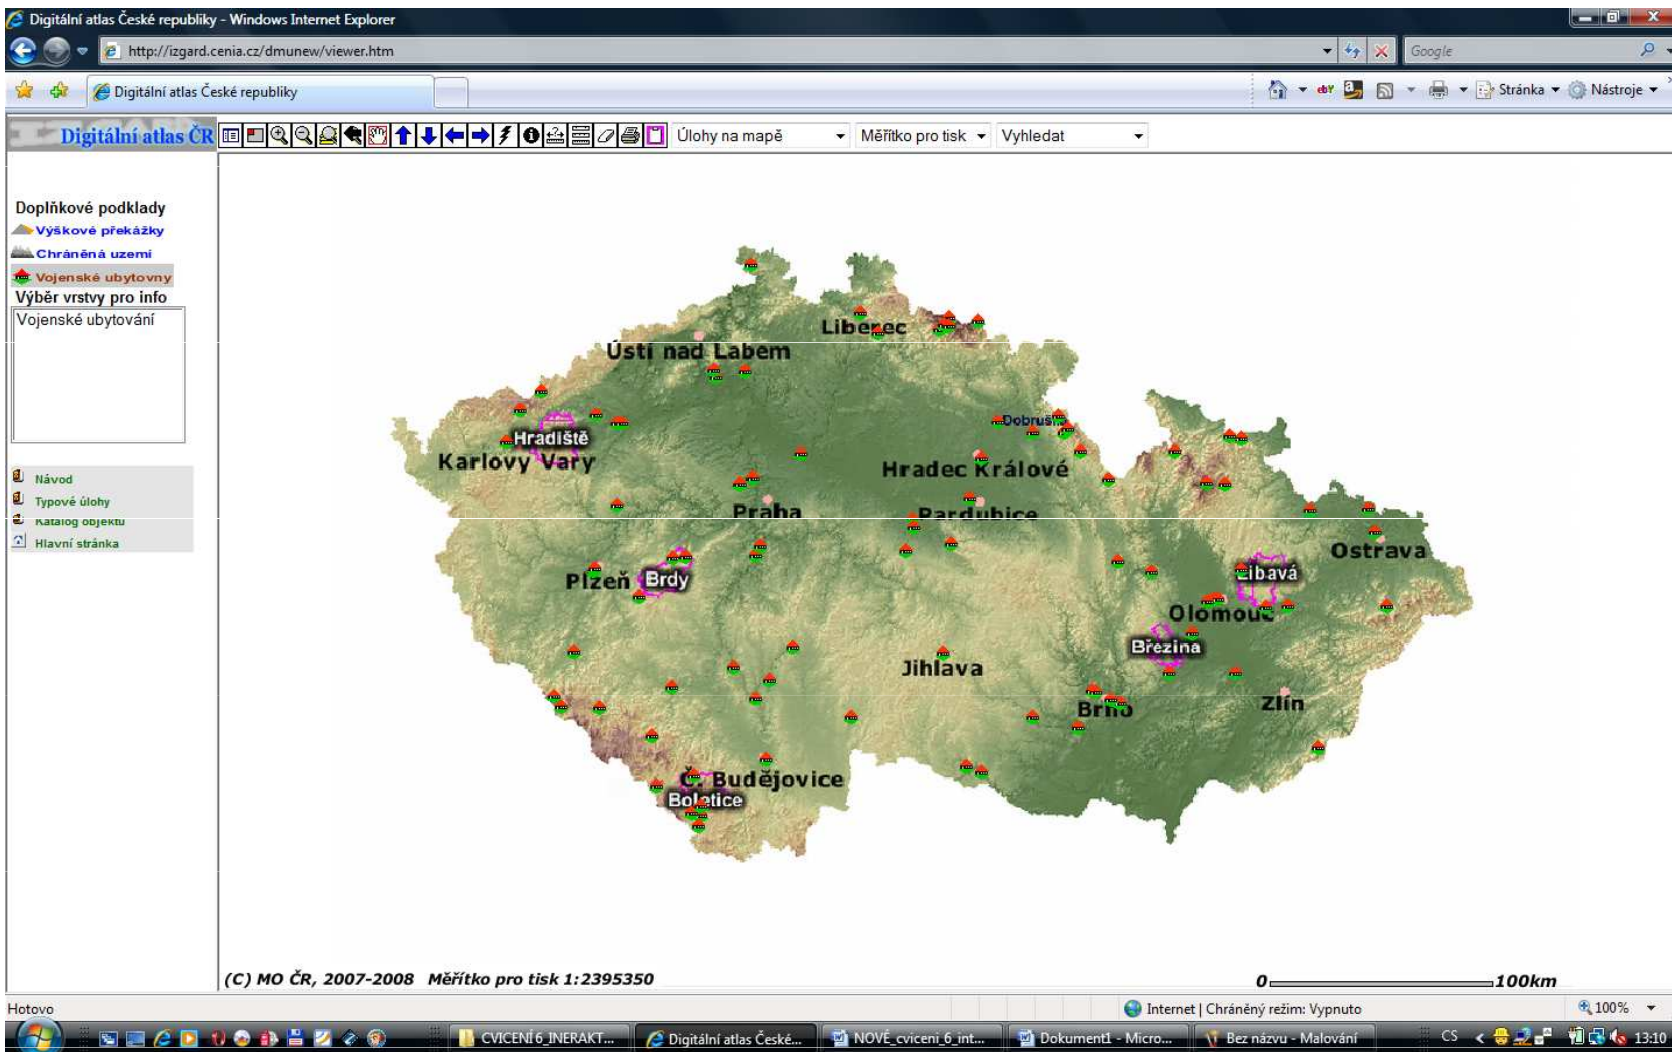 Digitální atlas České republiky - Windows Internet Explorer
http://izgard.cenia.cz/dmunew/viewer.htm
Google
Digitální atlas České republiky
Stránka
Nástroje
Digitální atlas ČR
Úlohy na mapě
Měřítko pro tisk
Vyhledat
Doplňkové podklady
Výškové překážky
Chráněná uzemí
Vojenské ubytovny
Výběr vrstvy pro info
Vojenské ubytování
Návod
Typové úlohy
Katalog objektů
Hlavní stránka
Liberec
Ústí nad Labem
Hradiště
Karlovy Vary
Hradec Králové
Praha
Pardubice
Ostrava
Plzeň
Brdy
Libavá
Olomouc
Březina
Jihlava
Zlín
Brno
Č. Budějovice
Boletice
(C) MO ČR, 2007-2008 Měřítko pro tisk 1:2395350
0 100km
Hotovo
Internet | Chráněný režim: Vypnuto
100%
CVICENÍ 6_INERAKT...
Digitální atlas České...
NOVÉ_cviceni_6_int...
Dokument1 - Micro...
Bez názvu - Malování
CS
13:10